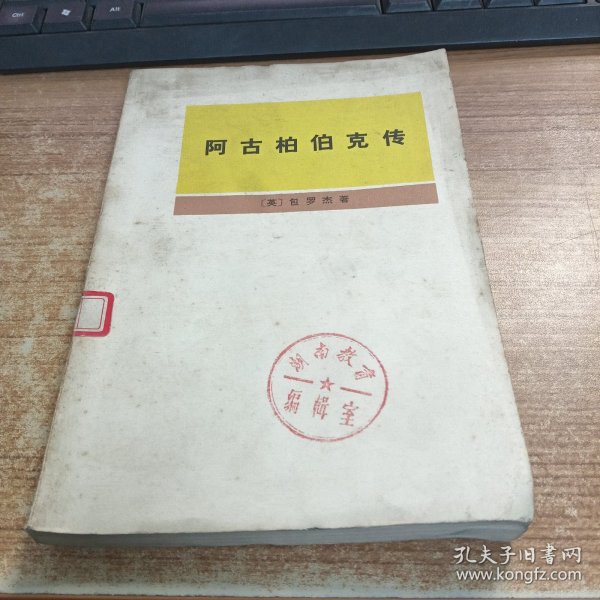 Ctrl
Alt
阿古柏伯克传
〔英〕包罗杰著
湖南教育
编辑室
孔夫子旧书网
www.kongfz.com